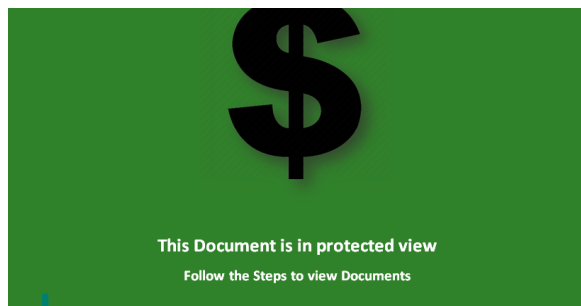 $
This Document is in protected view
Follow the Steps to view Documents